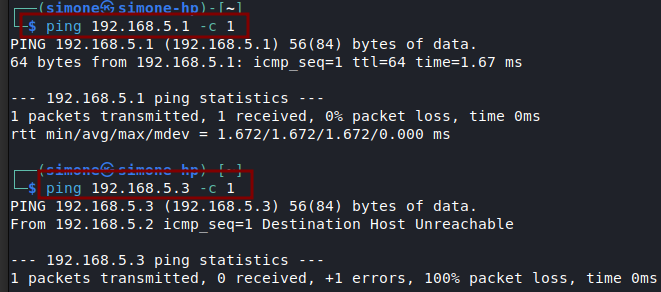 ┌──(simone㉿simone-hp)-[~]
└─$ ping 192.168.5.1 -c 1
PING 192.168.5.1 (192.168.5.1) 56(84) bytes of data.
64 bytes from 192.168.5.1: icmp_seq=1 ttl=64 time=1.67 ms
--- 192.168.5.1 ping statistics ---
1 packets transmitted, 1 received, 0% packet loss, time 0ms
rtt min/avg/max/mdev = 1.672/1.672/1.672/0.000 ms
┌──(simone㉿simone-hp)-[~]
└─$ ping 192.168.5.3 -c 1
PING 192.168.5.3 (192.168.5.3) 56(84) bytes of data.
From 192.168.5.2 icmp_seq=1 Destination Host Unreachable
--- 192.168.5.3 ping statistics ---
1 packets transmitted, 0 received, +1 errors, 100% packet loss, time 0ms